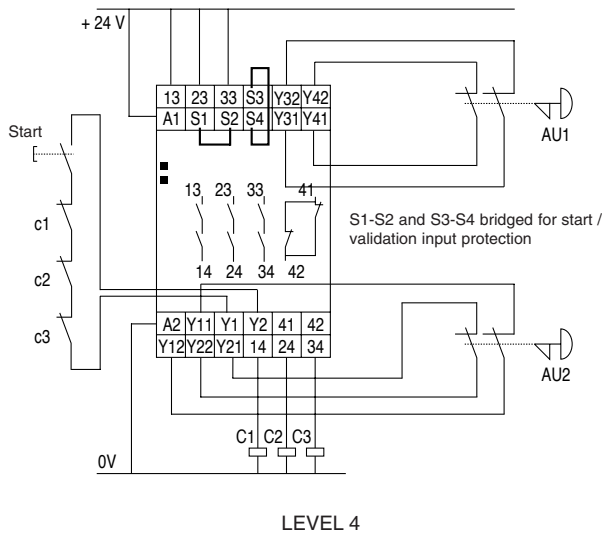 + 24 V
13 23 33 S3 Y32 Y42
A1 S1 S2 S4 Y31 Y41
AU1
Start
c1
c2
c3
13 23 33 41
14 24 34 42
S1-S2 and S3-S4 bridged for start /
validation input protection
A2 Y11 Y1 Y2 41 42
Y12 Y22 Y21 14 24 34
AU2
C1 C2 C3
0V
LEVEL 4